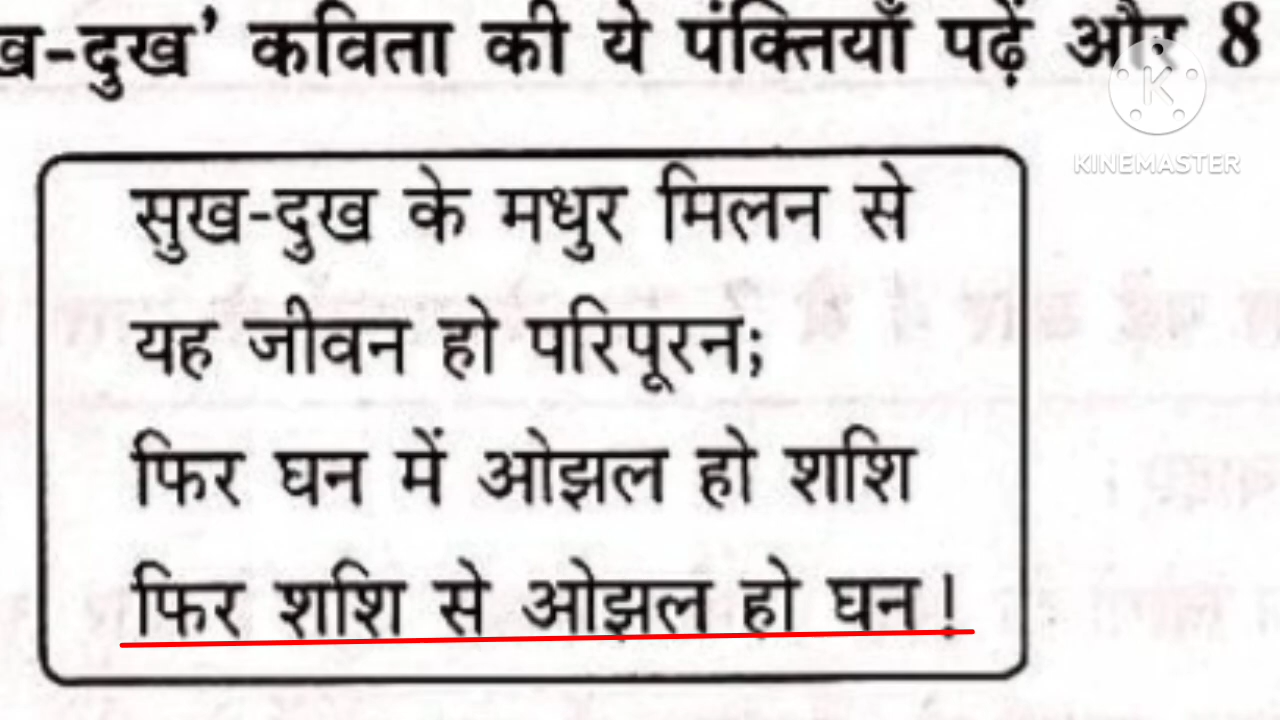 ख-दुख’ कविता की ये पंक्तियाँ पढ़ें और 8
KINEMASTER
सुख-दुख के मधुर मिलन से
यह जीवन हो परिपूरन;
फिर घन में ओझल हो शशि
फिर शशि से ओझल हो घन!